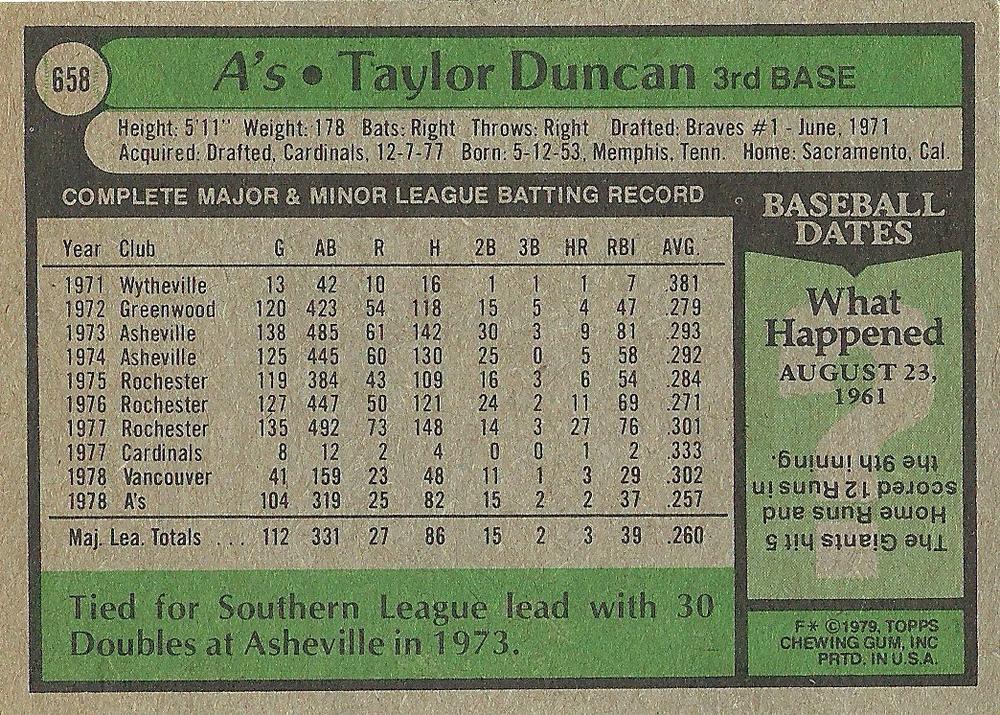 658
A's • Taylor Duncan 3rd BASE
Height: 5'11" Weight: 178 Bats: Right Throws: Right Drafted: Braves #1 - June, 1971
Acquired: Drafted, Cardinals, 12-7-77 Born: 5-12-53, Memphis, Tenn. Home: Sacramento, Cal.
COMPLETE MAJOR & MINOR LEAGUE BATTING RECORD
Year Club G AB R H 2B 3B HR RBI AVG.
1971 Wytheville 13 42 10 16 1 1 1 7 .381
1972 Greenwood 120 423 54 118 15 5 4 47 .279
1973 Asheville 138 485 61 142 30 3 9 81 .293
1974 Asheville 125 445 60 130 25 0 5 58 .292
1975 Rochester 119 384 43 109 16 3 6 54 .284
1976 Rochester 127 447 50 121 24 2 11 69 .271
1977 Rochester 135 492 73 148 14 3 27 76 .301
1977 Cardinals 8 12 2 4 0 0 1 2 .333
1978 Vancouver 41 159 23 48 11 1 3 29 .302
1978 A's 104 319 25 82 15 2 2 37 .257
Maj. Lea. Totals . . . 112 331 27 86 15 2 3 39 .260
Tied for Southern League lead with 30
Doubles at Asheville in 1973.
BASEBALL
DATES
What
Happened
AUGUST 23,
1961
?
The Giants hit 5
Home Runs and
scored 12 Runs in
the 9th inning.
F* ©1979. TOPPS
CHEWING GUM, INC
PRTD. IN U.S.A.